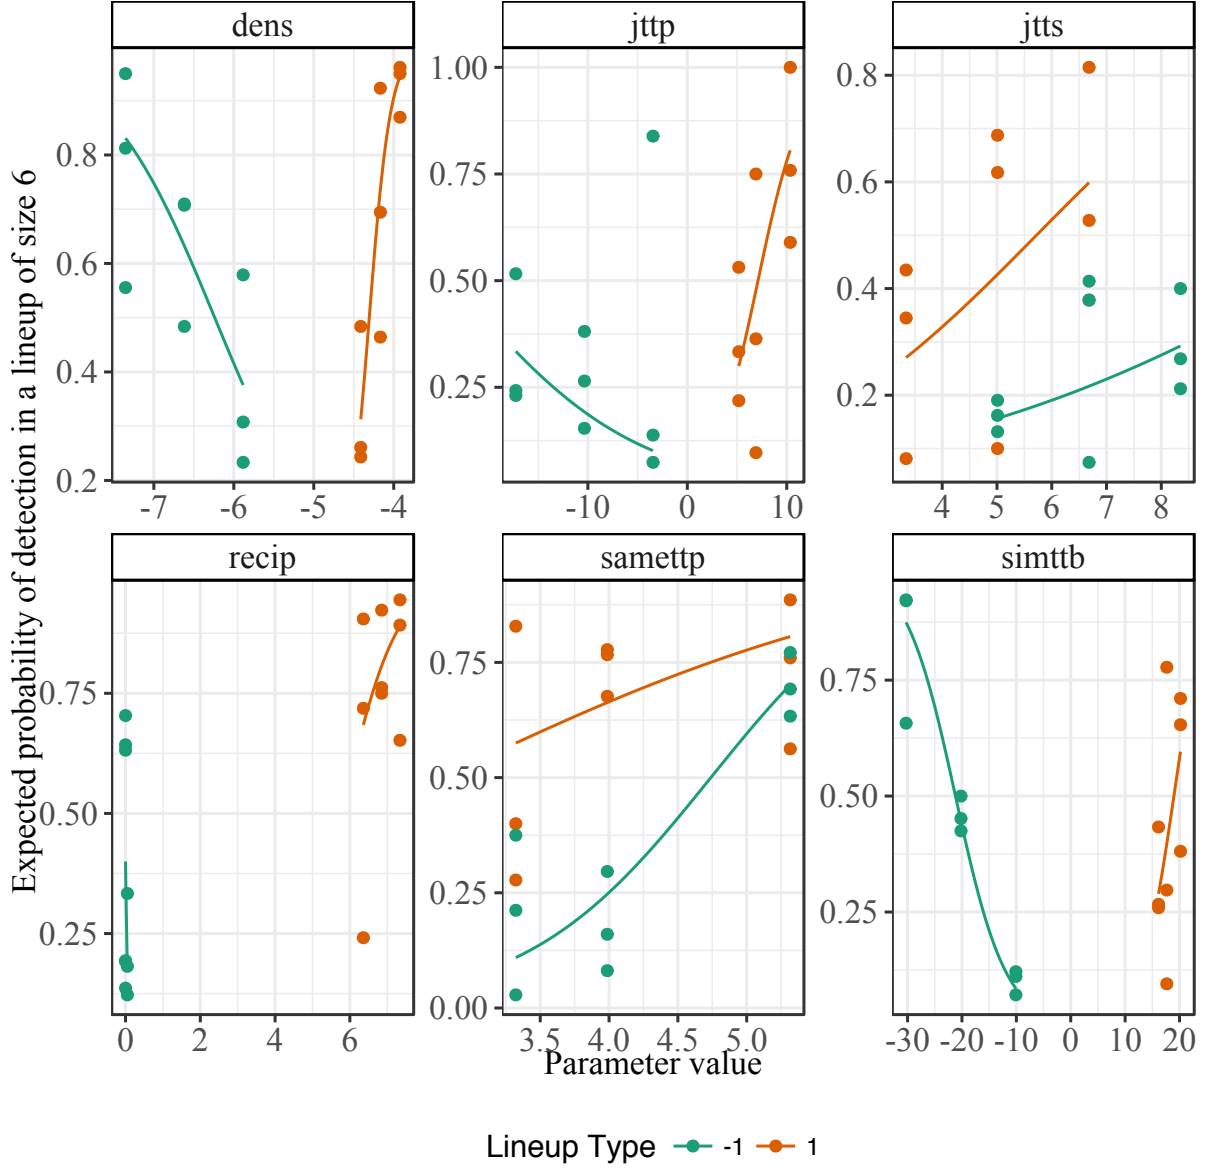 dens jttp jtts
Expected probability of detection in a lineup of size 6
0.8
0.6
0.4
0.2
-7 -6 -5 -4
1.00
0.75
0.50
0.25
-10 0 10
0.8
0.6
0.4
0.2
4 5 6 7 8
recip samettp simttb
0.75
0.50
0.25
0 2 4 6
0.75
0.50
0.25
0.00
3.5 4.0 4.5 5.0
0.75
0.50
0.25
-30 -20 -10 0 10 20
Parameter value
Lineup Type -1 1